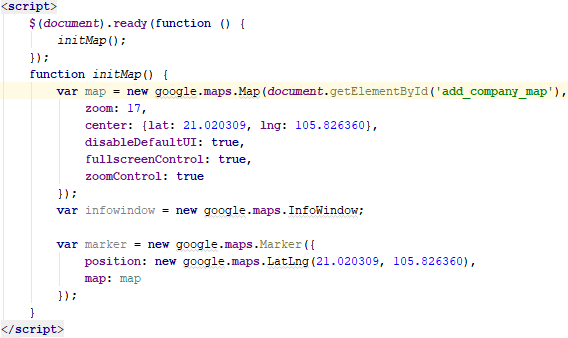 <script>
    $(document).ready(function () {
        initMap();
    });
    function initMap() {
        var map = new google.maps.Map(document.getElementById('add_company_map'),
            zoom: 17,
            center: {lat: 21.020309, lng: 105.826360},
            disableDefaultUI: true,
            fullscreenControl: true,
            zoomControl: true
        });
        var infowindow = new google.maps.InfoWindow;

        var marker = new google.maps.Marker({
            position: new google.maps.LatLng(21.020309, 105.826360),
            map: map
        });
    }
</script>